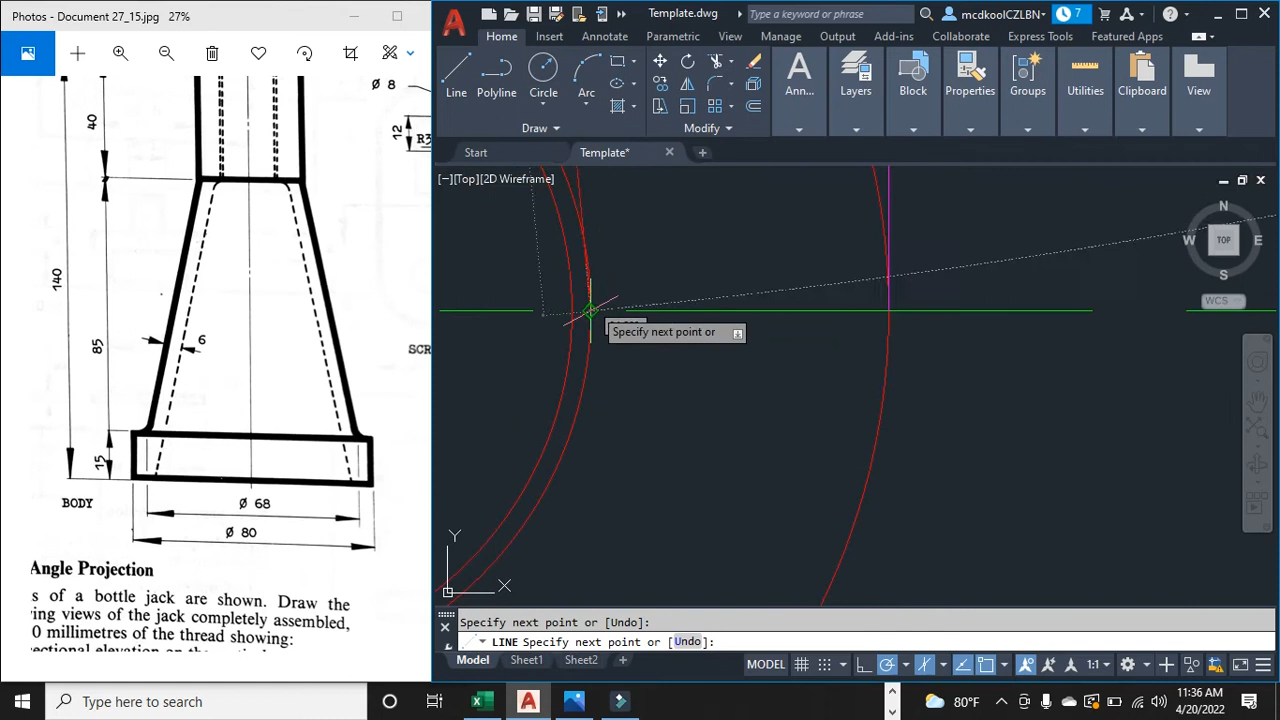 Photos - Document 27_15.jpg 27%
Ø 8
40
12
R3
140
85
6
15
SCR
BODY
Ø 68
Ø 80
Angle Projection
s of a bottle jack are shown. Draw the
ring views of the jack completely assembled,
0 millimetres of the thread showing:
Template.dwg
Type a keyword or phrase
mcdkoolCZLBN
7
Home Insert Annotate Parametric View Manage Output Add-ins Collaborate Express Tools Featured Apps
Line Polyline Circle Arc
Ann... Layers Block Properties Groups Utilities Clipboard View
Draw Modify
Start Template*
[−][Top][2D Wireframe]
N
W TOP E
S
WCS
Specify next point or
Y
X
Specify next point or [Undo]:
LINE Specify next point or [Undo]:
Model Sheet1 Sheet2
MODEL 1:1
Type here to search
80°F
11:36 AM
4/20/2022